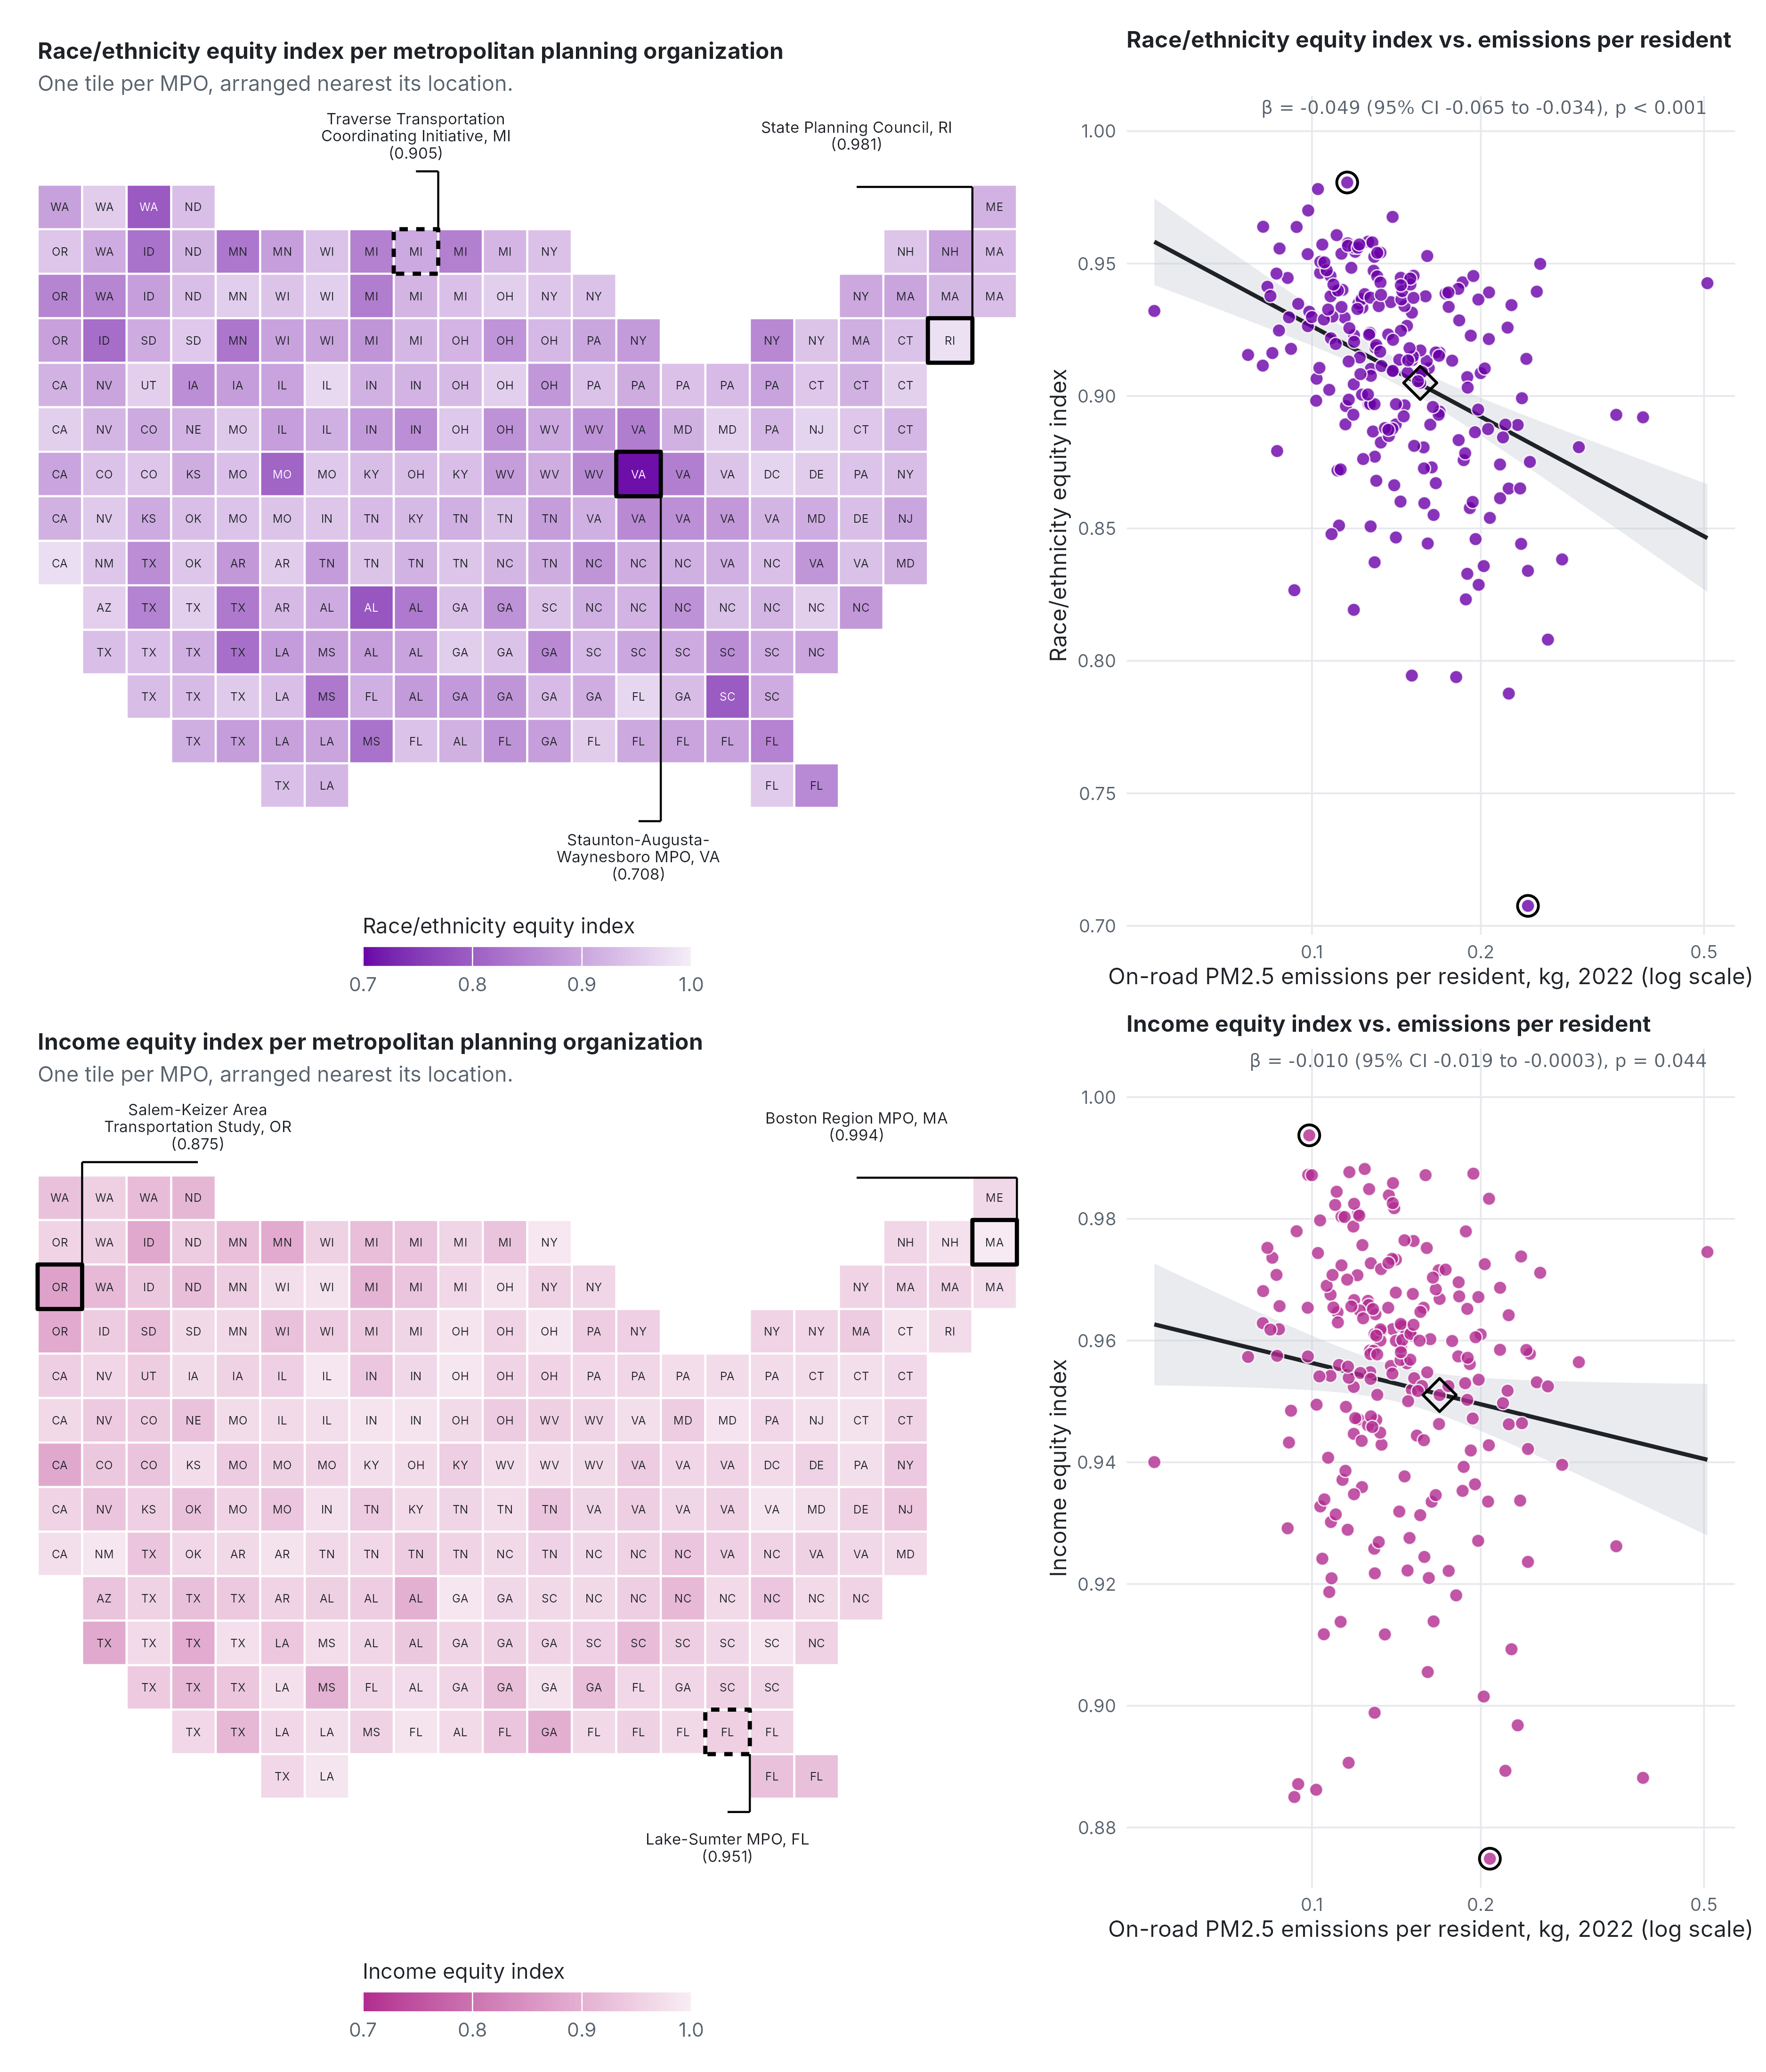 Race/ethnicity equity index per metropolitan planning organization
One tile per MPO, arranged nearest its location.
Traverse Transportation
Coordinating Initiative, MI
(0.905)
State Planning Council, RI
(0.981)
WA WA WA ND ME
OR WA ID ND MN MN WI MI MI MI MI NY NH NH MA
OR WA ID ND MN WI WI MI MI MI OH NY NY NY MA MA MA
OR ID SD SD MN WI WI MI MI OH OH OH PA NY NY NY MA CT RI
CA NV UT IA IA IL IL IN IN OH OH OH PA PA PA PA PA CT CT CT
CA NV CO NE MO IL IL IN IN OH OH WV WV VA MD MD PA NJ CT CT
CA CO CO KS MO MO MO KY OH KY WV WV WV VA VA VA DC DE PA NY
CA NV KS OK MO MO IN TN KY TN TN TN VA VA VA VA VA MD DE NJ
CA NM TX OK AR AR TN TN TN TN NC TN NC NC NC VA NC VA VA MD
AZ TX TX TX AR AL AL AL GA GA SC NC NC NC NC NC NC NC
TX TX TX TX LA MS AL AL GA GA GA SC SC SC SC SC NC
TX TX TX LA MS FL AL GA GA GA GA FL GA SC SC
TX TX LA LA MS FL AL FL GA FL FL FL FL FL
TX LA FL FL
Staunton-Augusta-
Waynesboro MPO, VA
(0.708)
Race/ethnicity equity index
0.7 0.8 0.9 1.0
Race/ethnicity equity index vs. emissions per resident
β = -0.049 (95% CI -0.065 to -0.034), p < 0.001
Race/ethnicity equity index
1.00
0.95
0.90
0.85
0.80
0.75
0.70
0.1 0.2 0.5
On-road PM2.5 emissions per resident, kg, 2022 (log scale)
Income equity index per metropolitan planning organization
One tile per MPO, arranged nearest its location.
Salem-Keizer Area
Transportation Study, OR
(0.875)
Boston Region MPO, MA
(0.994)
WA WA WA ND ME
OR WA ID ND MN MN WI MI MI MI MI NY NH NH MA
OR WA ID ND MN WI WI MI MI MI OH NY NY NY MA MA MA
OR ID SD SD MN WI WI MI MI OH OH OH PA NY NY NY MA CT RI
CA NV UT IA IA IL IL IN IN OH OH OH PA PA PA PA PA CT CT CT
CA NV CO NE MO IL IL IN IN OH OH WV WV VA MD MD PA NJ CT CT
CA CO CO KS MO MO MO KY OH KY WV WV WV VA VA VA DC DE PA NY
CA NV KS OK MO MO IN TN KY TN TN TN VA VA VA VA VA MD DE NJ
CA NM TX OK AR AR TN TN TN TN NC TN NC NC NC VA NC VA VA MD
AZ TX TX TX AR AL AL AL GA GA SC NC NC NC NC NC NC NC
TX TX TX TX LA MS AL AL GA GA GA SC SC SC SC SC NC
TX TX TX LA MS FL AL GA GA GA GA FL GA SC SC
TX TX LA LA MS FL AL FL GA FL FL FL FL FL
TX LA FL FL
Lake-Sumter MPO, FL
(0.951)
Income equity index
0.7 0.8 0.9 1.0
Income equity index vs. emissions per resident
β = -0.010 (95% CI -0.019 to -0.0003), p = 0.044
Income equity index
1.00
0.98
0.96
0.94
0.92
0.90
0.88
0.1 0.2 0.5
On-road PM2.5 emissions per resident, kg, 2022 (log scale)